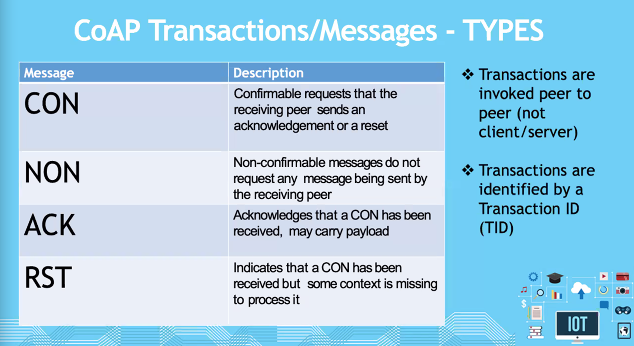 CoAP Transactions/Messages - TYPES
Message
Description
CON
Confirmable requests that the
receiving peer sends an
acknowledgement or a reset
NON
Non-confirmable messages do not
request any message being sent by
the receiving peer
ACK
Acknowledges that a CON has been
received, may carry payload
RST
Indicates that a CON has been
received but some context is missing
to process it
❖ Transactions are
invoked peer to
peer (not
client/server)
❖ Transactions are
identified by a
Transaction ID
(TID)
IOT